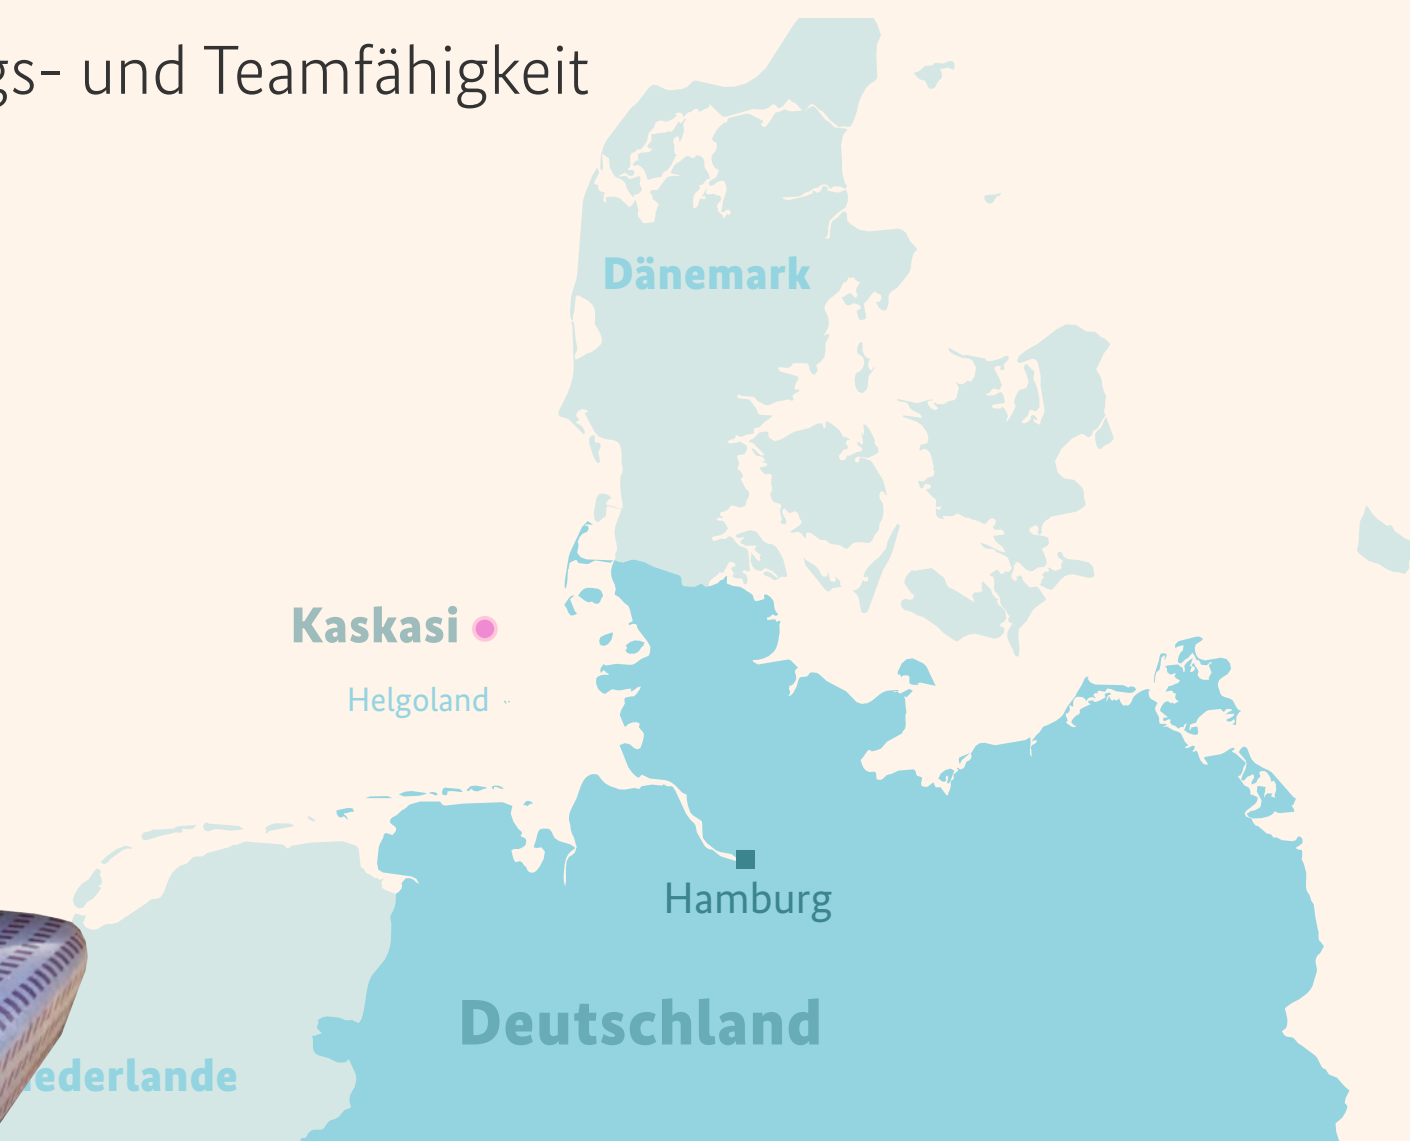 gs- und Teamfähigkeit
Dänemark
Kaskasi
Helgoland
Hamburg
Deutschland
ederlande